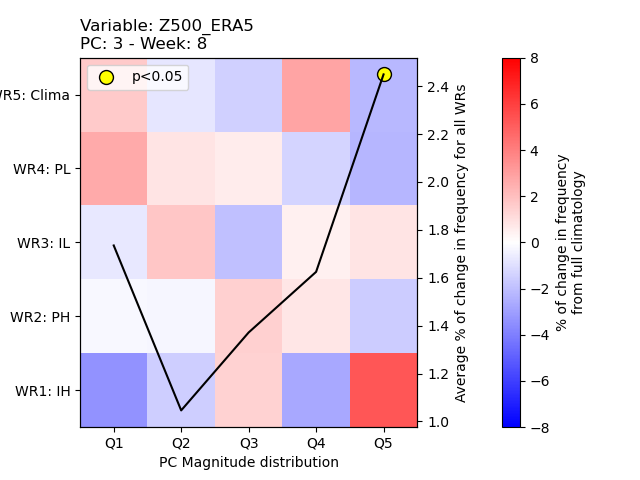 Variable: Z500_ERA5
PC: 3 - Week: 8
p<0.05
WR5: Clima
WR4: PL
WR3: IL
WR2: PH
WR1: IH
Q1 Q2 Q3 Q4 Q5
PC Magnitude distribution
2.4
2.2
2.0
1.8
1.6
1.4
1.2
1.0
Average % of change in frequency for all WRs
8
6
4
2
0
−2
−4
−6
−8
% of change in frequency
from full climatology